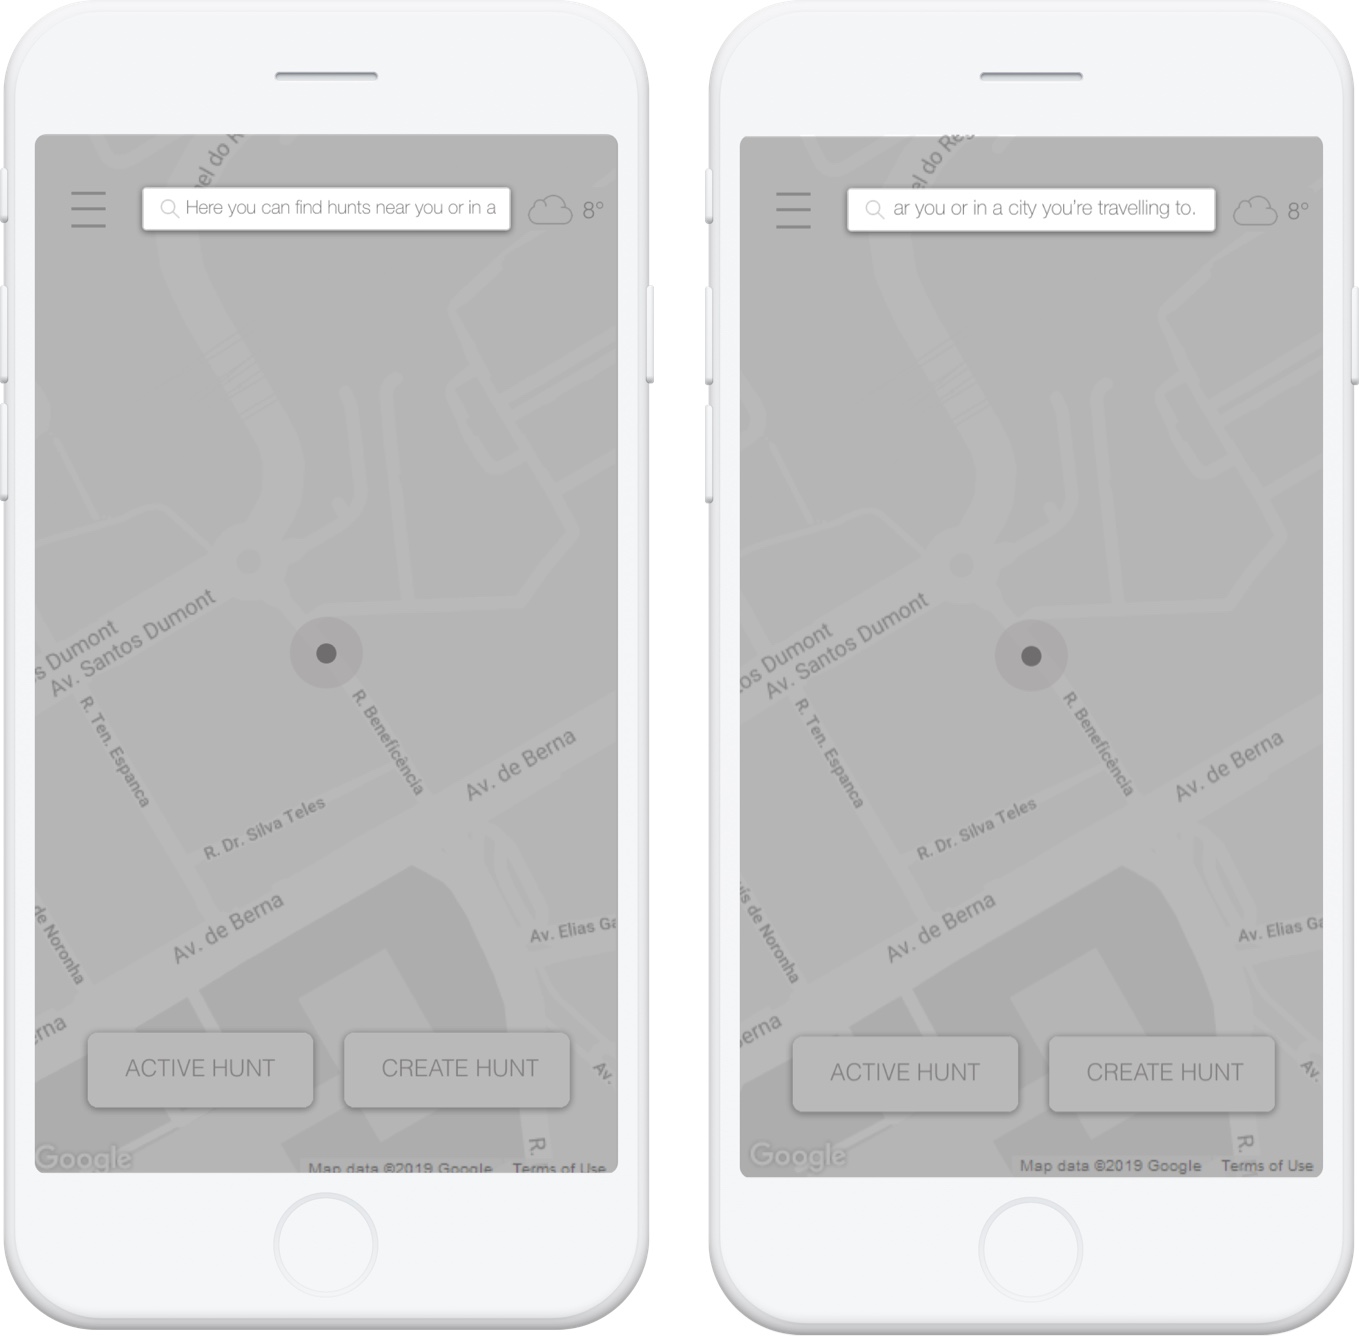 el do R
Here you can find hunts near you or in a
8°
s Dumont
Av. Santos Dumont
R. Ten. Espanca
R. Beneficência
Av. de Berna
R. Dr. Silva Teles
Av. de Berna
de Noronha
Av. Elias Ga
erna
ACTIVE HUNT
CREATE HUNT
Av.
R.
Google
Map data ©2019 Google
Terms of Use
el do Reg
ar you or in a city you're travelling to.
8°
os Dumont
Av. Santos Dumont
R. Ten. Espanca
R. Beneficência
Av. de Berna
R. Dr. Silva Teles
Av. de Berna
is de Noronha
Av. Elias Ga
erna
ACTIVE HUNT
CREATE HUNT
Av.
R.
Google
Map data ©2019 Google
Terms of Use